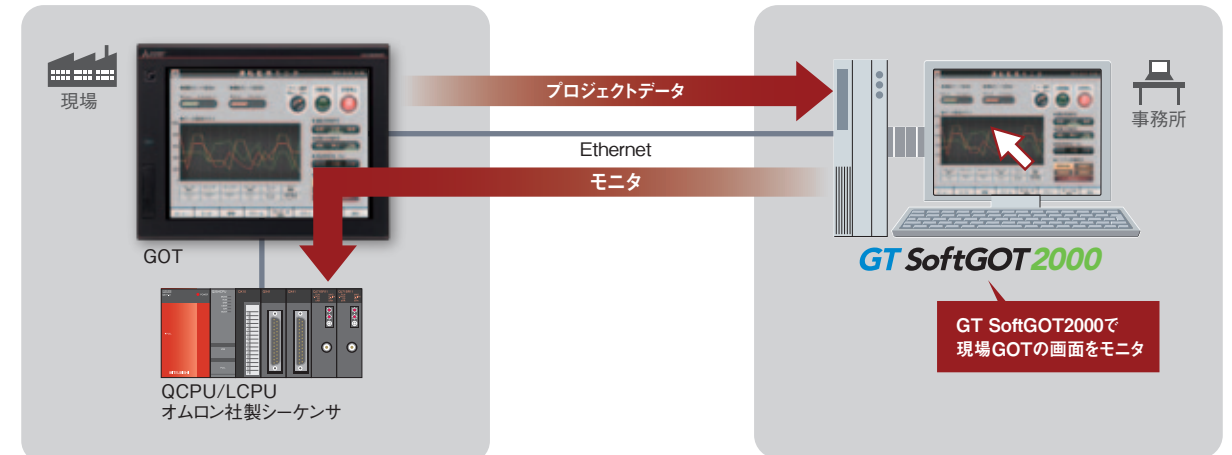 現場
プロジェクトデータ
事務所
Ethernet
モニタ
GOT
GT SoftGOT2000
GT SoftGOT2000で
現場GOTの画面をモニタ
QCPU/LCPU
オムロン社製シーケンサ